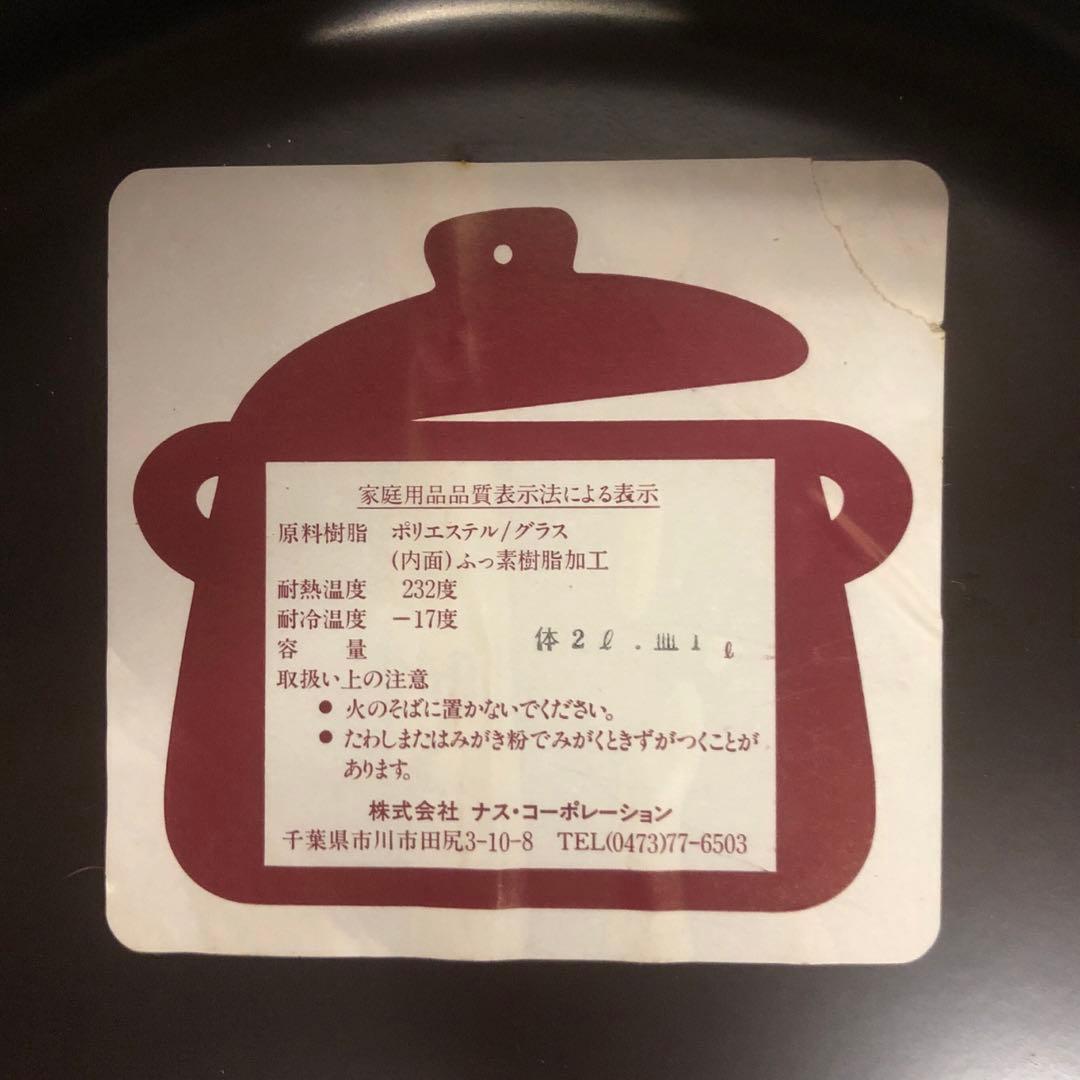 家庭用品品質表示法による表示
原料樹脂 ポリエステル/グラス
(内面)ふっ素樹脂加工
耐熱温度 232度
耐冷温度 −17度
容 量 体2ℓ.皿1ℓ
取扱い上の注意
● 火のそばに置かないでください。
● たわしまたはみがき粉でみがくときずがつくことが
あります。
株式会社 ナス・コーポレーション
千葉県市川市田尻3-10-8 TEL(0473)77-6503